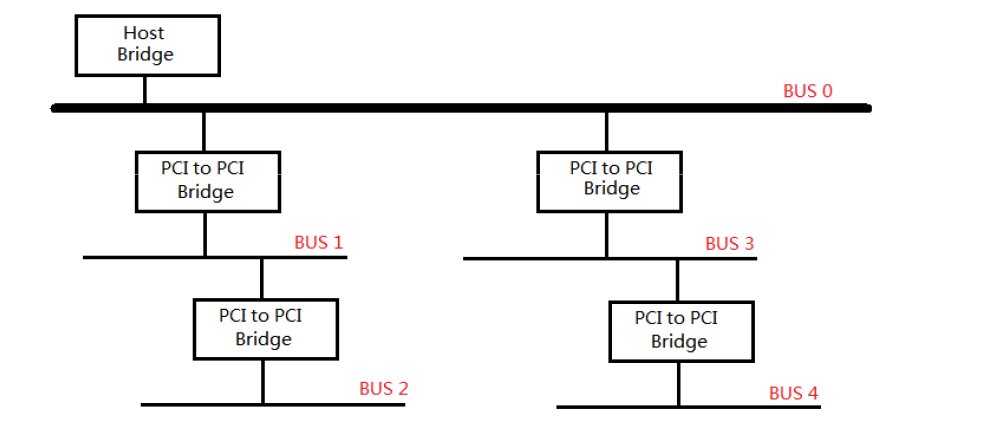 Host
Bridge
BUS 0
PCI to PCI
Bridge
PCI to PCI
Bridge
BUS 1
BUS 3
PCI to PCI
Bridge
PCI to PCI
Bridge
BUS 2
BUS 4